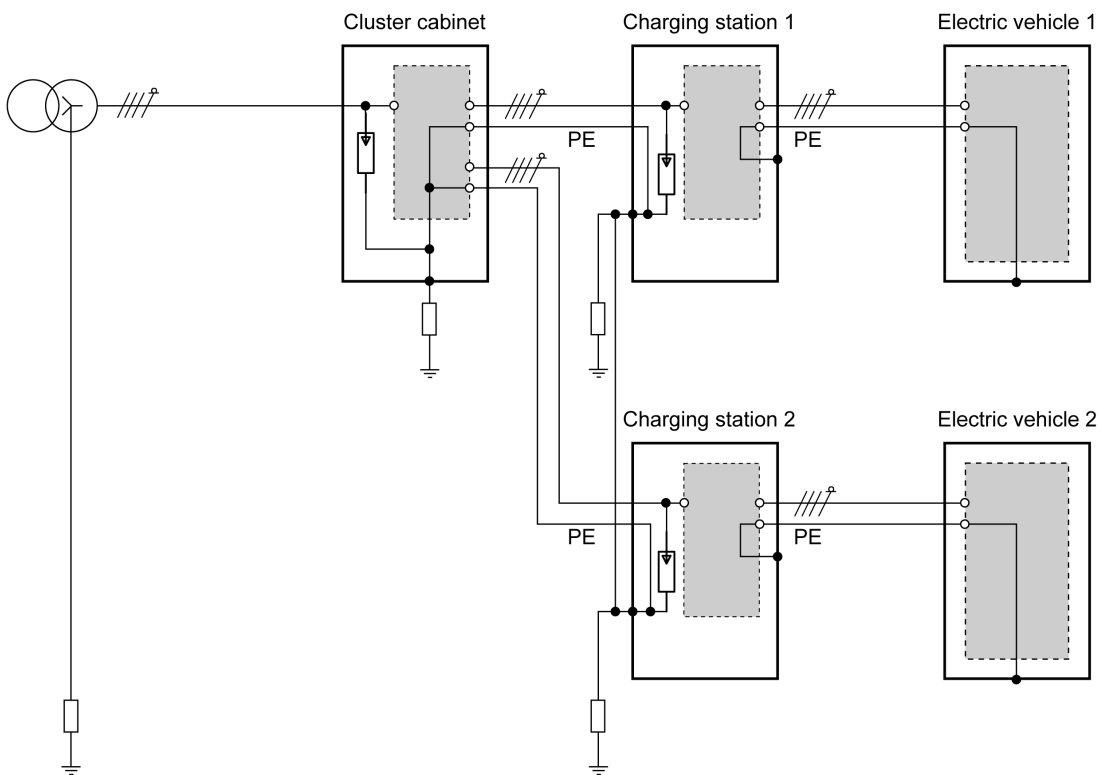 Cluster cabinet
Charging station 1
Electric vehicle 1
PE
PE
Charging station 2
Electric vehicle 2
PE
PE